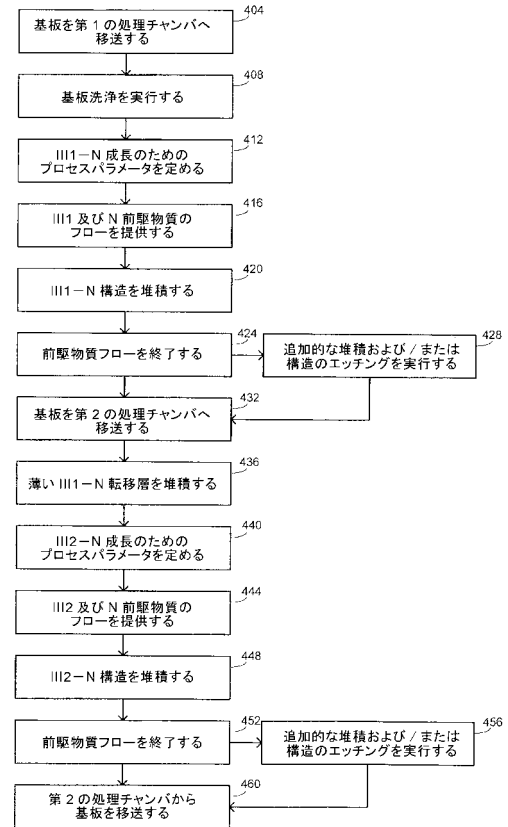 404
基板を第1の処理チャンバへ
移送する
408
基板洗浄を実行する
412
III1-N 成長のための
プロセスパラメータを定める
416
III1 及び N 前駆物質の
フローを提供する
420
III1-N 構造を堆積する
424
前駆物質フローを終了する
428
追加的な堆積および/または
構造のエッチングを実行する
432
基板を第2の処理チャンバへ
移送する
436
薄い III1-N 転移層を堆積する
440
III2-N 成長のための
プロセスパラメータを定める
444
III2 及び N 前駆物質の
フローを提供する
448
III2-N 構造を堆積する
452
前駆物質フローを終了する
456
追加的な堆積および/または
構造のエッチングを実行する
460
第2の処理チャンバから
基板を移送する